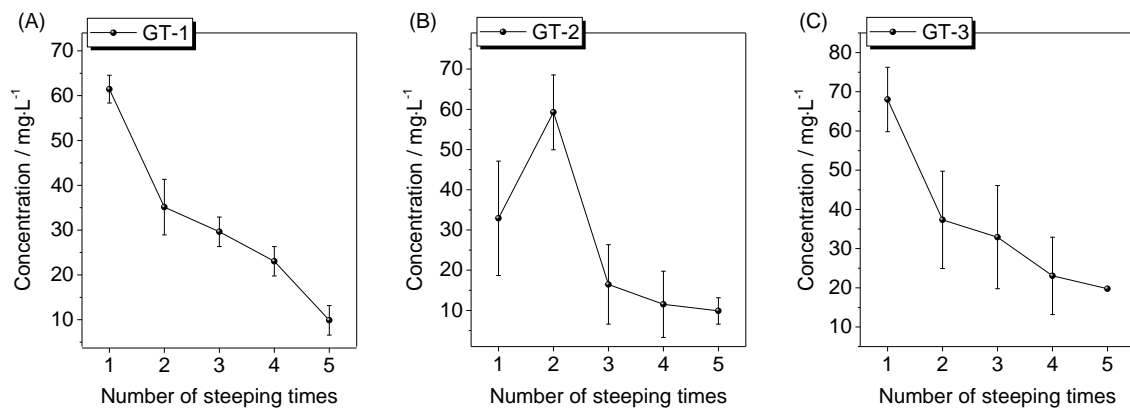 (A)
GT-1
Concentration / mg·L⁻¹
70
60
50
40
30
20
10
1 2 3 4 5
Number of steeping times
(B)
GT-2
Concentration / mg·L⁻¹
70
60
50
40
30
20
10
1 2 3 4 5
Number of steeping times
(C)
GT-3
Concentration / mg·L⁻¹
80
70
60
50
40
30
20
10
1 2 3 4 5
Number of steeping times